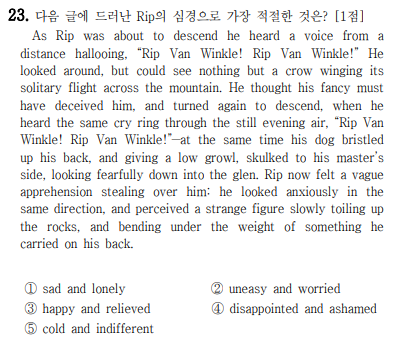 23. 다음 글에 드러난 Rip의 심경으로 가장 적절한 것은? [1점]
As Rip was about to descend he heard a voice from a
distance hallooing, “Rip Van Winkle! Rip Van Winkle!” He
looked around, but could see nothing but a crow winging its
solitary flight across the mountain. He thought his fancy must
have deceived him, and turned again to descend, when he
heard the same cry ring through the still evening air, “Rip Van
Winkle! Rip Van Winkle!”—at the same time his dog bristled
up his back, and giving a low growl, skulked to his master’s
side, looking fearfully down into the glen. Rip now felt a vague
apprehension stealing over him: he looked anxiously in the
same direction, and perceived a strange figure slowly toiling up
the rocks, and bending under the weight of something he
carried on his back.
① sad and lonely ② uneasy and worried
③ happy and relieved ④ disappointed and ashamed
⑤ cold and indifferent